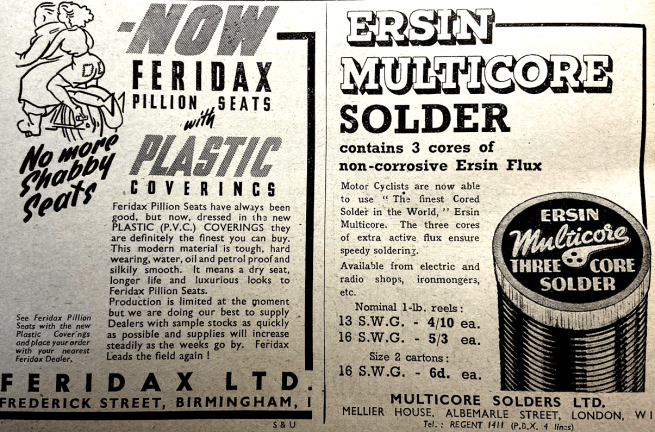 NOW
FERIDAX
PILLION SEATS
with
PLASTIC
COVERINGS
No more
Shabby
Seats
Feridax Pillion Seats have always been
good, but now, dressed in the new
PLASTIC (P.V.C.) COVERINGS they
are definitely the finest you can buy.
This modern material is tough, hard
wearing, water, oil and petrol proof and
silkily smooth. It means a dry seat,
longer life and luxurious looks to
Feridax Pillion Seats.
Production is limited at the moment
but we are doing our best to supply
Dealers with sample stocks as quickly
as possible and supplies will increase
steadily as the weeks go by. Feridax
Leads the field again !
See Feridax Pillion
Seats with the new
Plastic Coverings
and place your order
with your nearest
Feridax Dealer.
FERIDAX LTD.
FREDERICK STREET, BIRMINGHAM, 1
S & U
ERSIN
MULTICORE
SOLDER
contains 3 cores of
non-corrosive Ersin Flux
Motor Cyclists are now able
to use " The finest Cored
Solder in the World, " Ersin
Multicore. The three cores
of extra active flux ensure
speedy soldering.
Available from electric and
radio shops, ironmongers,
etc.
Nominal 1-lb. reels:
13 S.W.G. - 4/10 ea.
16 S.W.G. - 5/3 ea.
Size 2 cartons:
16 S.W.G. - 6d. ea.
ERSIN
Multicore
THREE CORE
SOLDER
MULTICORE SOLDERS LTD.
MELLIER HOUSE, ALBEMARLE STREET, LONDON, W1
Tel.: REGENT 1411 (P.B.X. 4 lines)